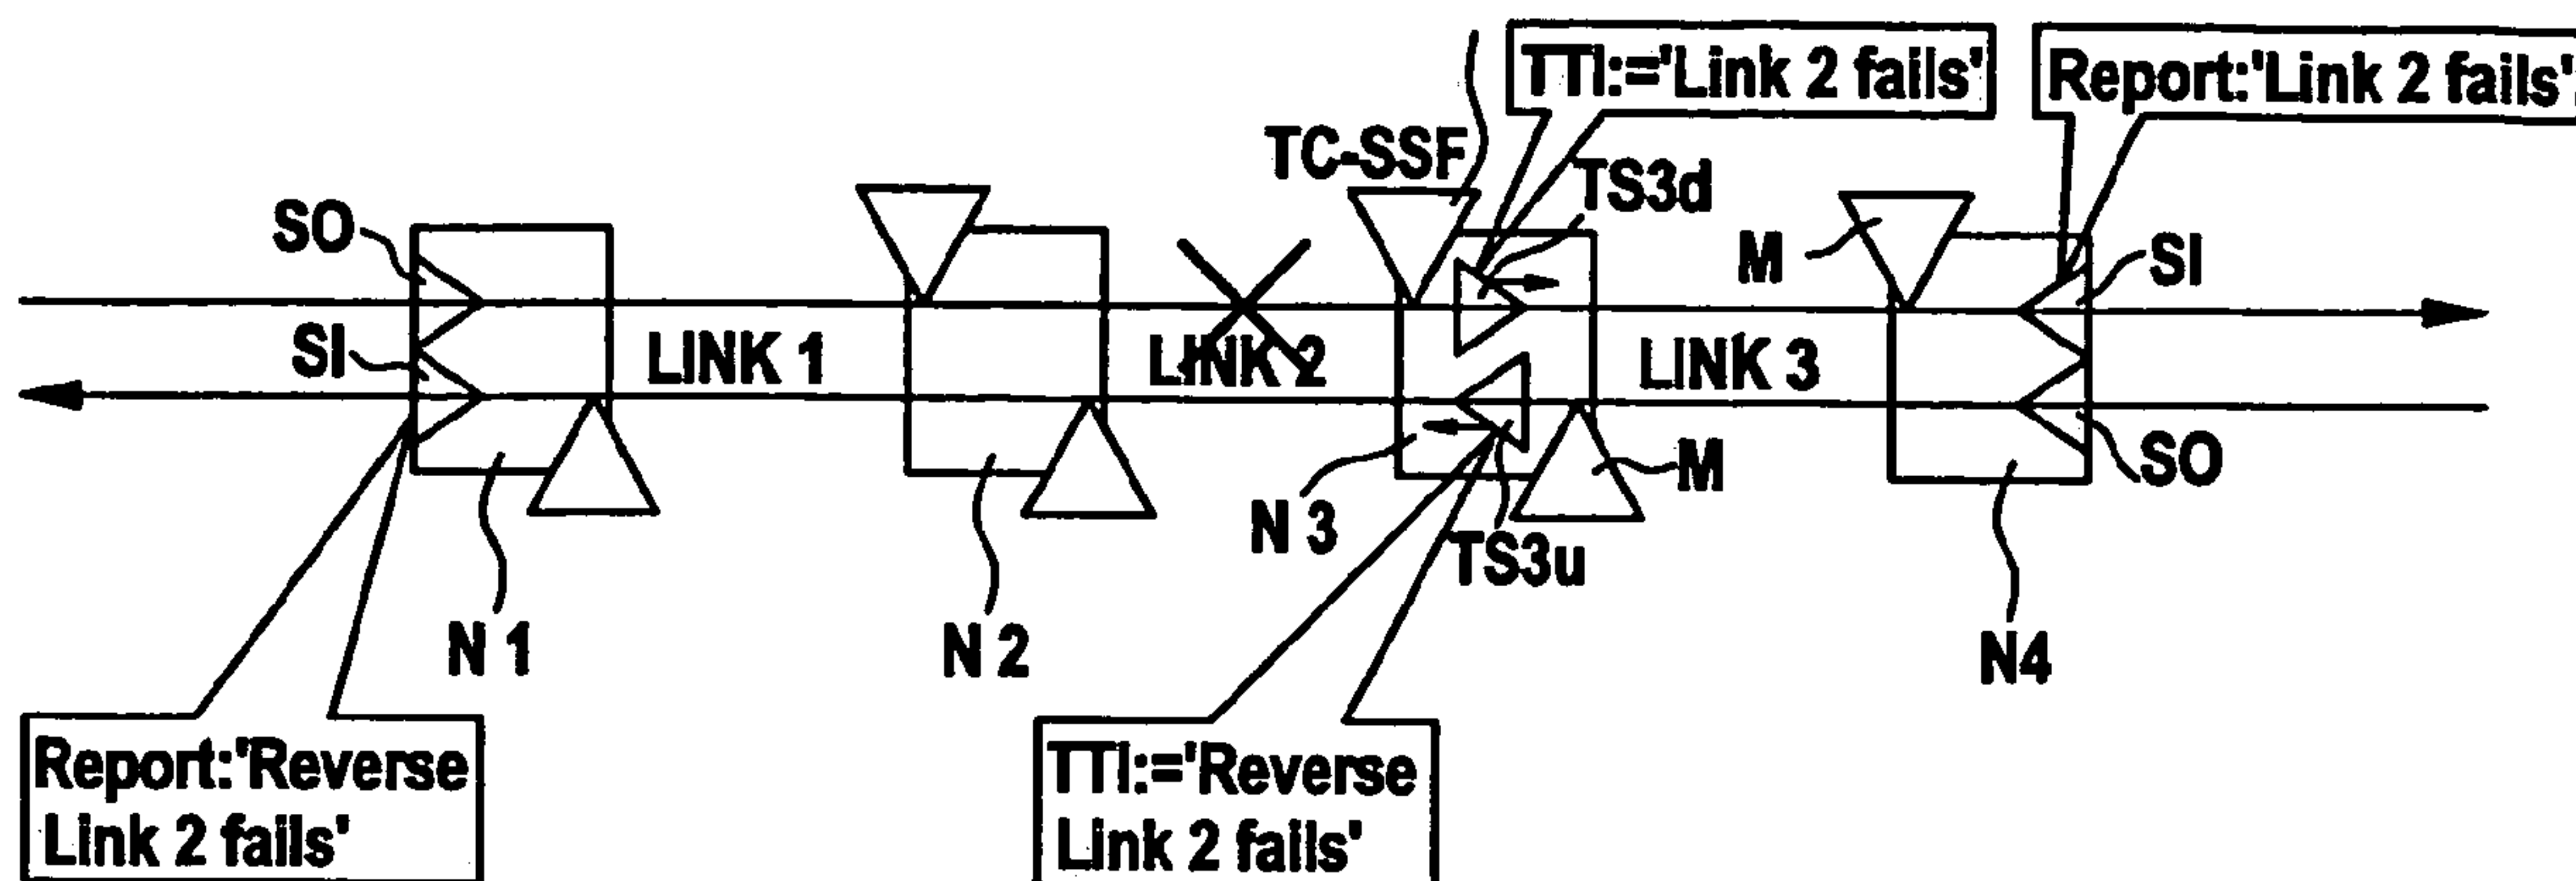 TTI:='Link 2 fails'
Report:'Link 2 fails'
TC-SSF
TS3d
SO
M
SI
SI
LINK 1
LINK 2
LINK 3
M
SO
N 3
TS3u
N 1
N 2
N4
Report:'Reverse
Link 2 fails'
TTI:='Reverse
Link 2 fails'